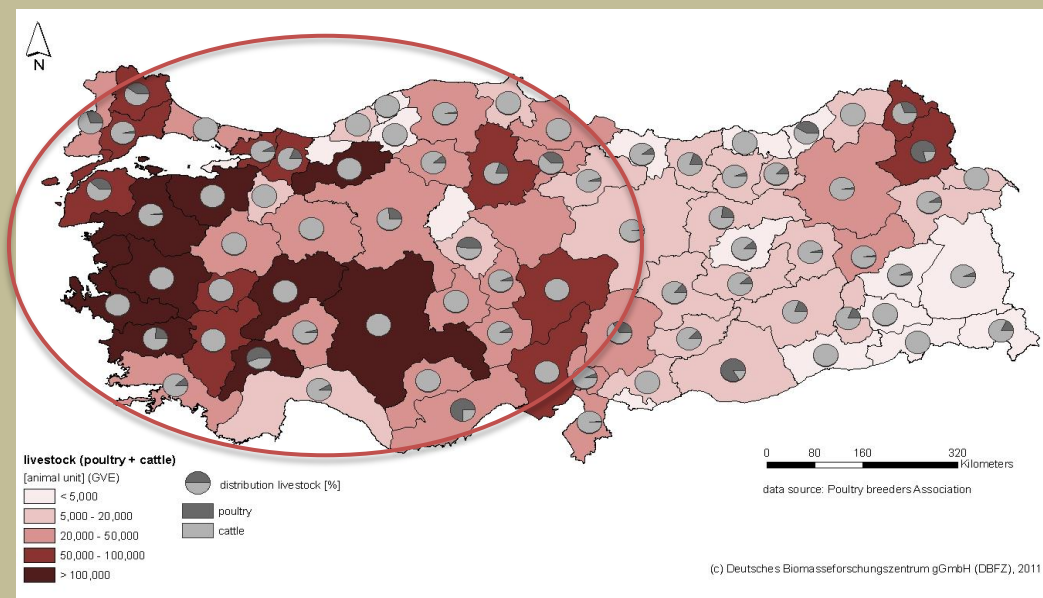 N
livestock (poultry + cattle)
[animal unit] (GVE)
< 5,000
5,000 - 20,000
20,000 - 50,000
50,000 - 100,000
> 100,000
distribution livestock [%]
poultry
cattle
0 80 160 320
Kilometers
data source: Poultry breeders Association
(c) Deutsches Biomasseforschungszentrum gGmbH (DBFZ), 2011